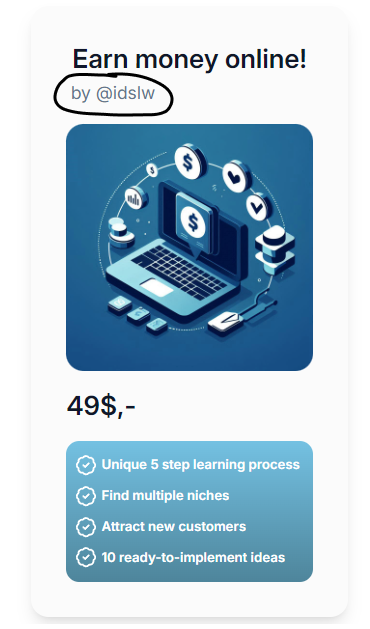 Earn money online!
by @idslw
$
$
$
49$,-
Unique 5 step learning process
Find multiple niches
Attract new customers
10 ready-to-implement ideas